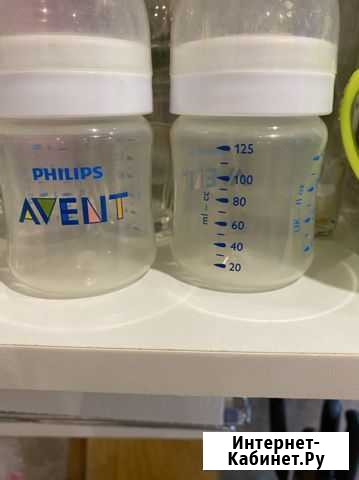 PHILIPS
AVENT
125
100
80
60
40
20
ml - cc
Интернет-
Кабинет.Ру